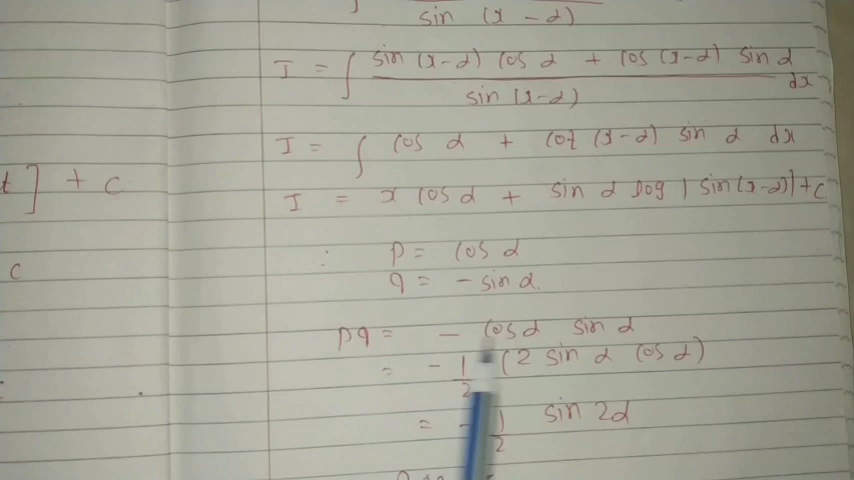 sin (x - α)
I = ∫ sin (x-α) cos α + cos (x-α) sin α
sin (x-α) dx
I = ∫ cos α + cot (x-α) sin α dx
t] + c
I = x cos α + sin α log | sin (x-α)| + c
c
p = cos α
q = - sin α.
pq = - cos α sin α
= - 1/2 (2 sin α cos α)
= - 1/2 sin 2α